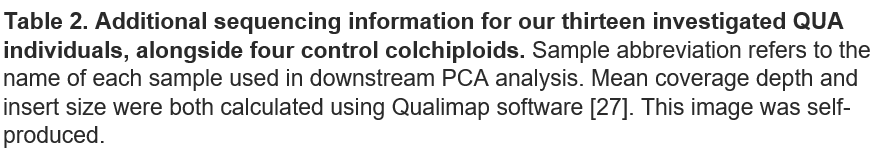 Table 2. Additional sequencing information for our thirteen investigated QUA
individuals, alongside four control colchiploids. Sample abbreviation refers to the
name of each sample used in downstream PCA analysis. Mean coverage depth and
insert size were both calculated using Qualimap software [27]. This image was self-
produced.